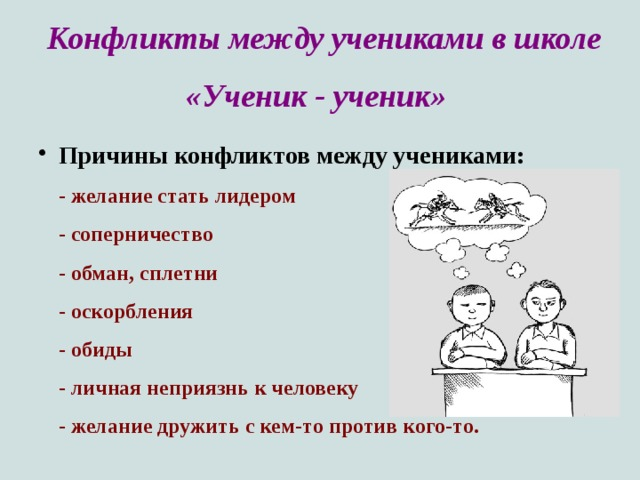 Конфликты между учениками в школе
«Ученик - ученик»
• Причины конфликтов между учениками:
- желание стать лидером
- соперничество
- обман, сплетни
- оскорбления
- обиды
- личная неприязнь к человеку
- желание дружить с кем-то против кого-то.